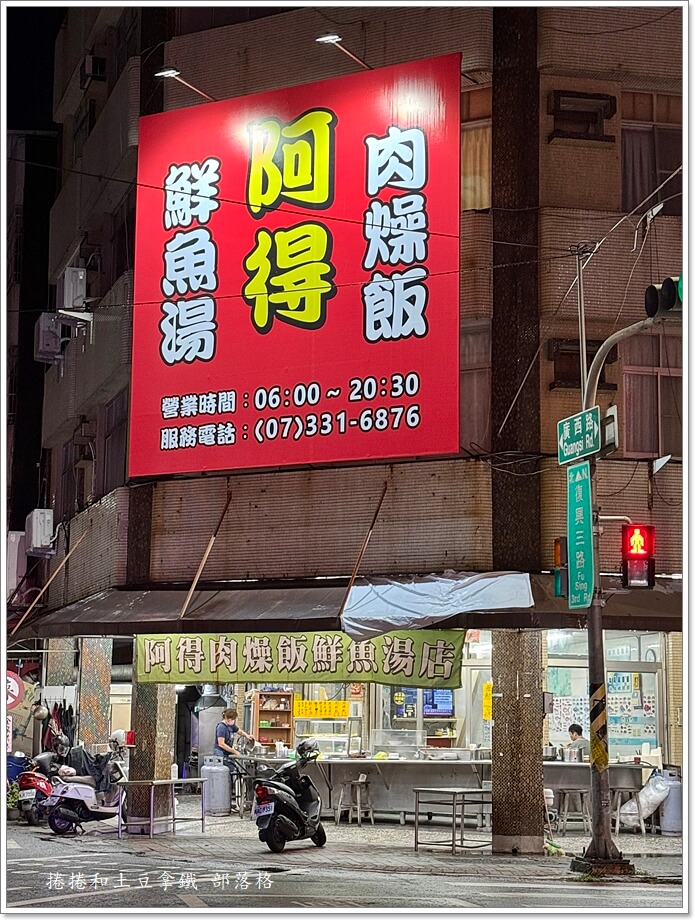 肉燥飯
阿得
鮮魚湯
營業時間：06:00 ~ 20:30
服務電話：(07)331-6876
廣西路
Guangsi Rd.
北 N
復興三路
Fu Sing 3rd Rd.
阿得肉燥飯鮮魚湯店
捲捲和土豆拿鐵 部落格